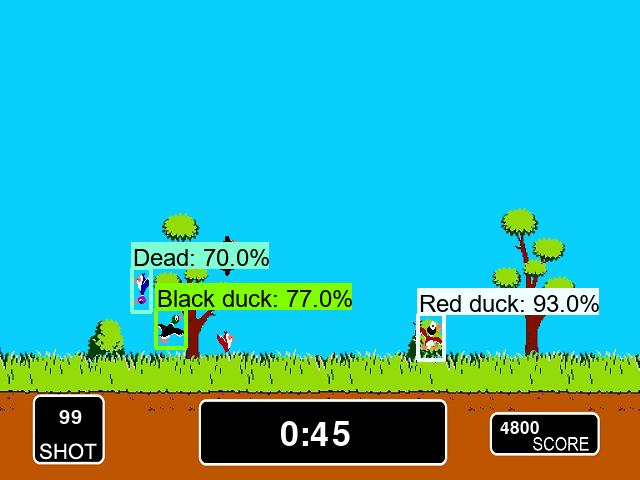 Dead: 70.0%
Black duck: 77.0%
Red duck: 93.0%
99
SHOT
0:45
4800
SCORE